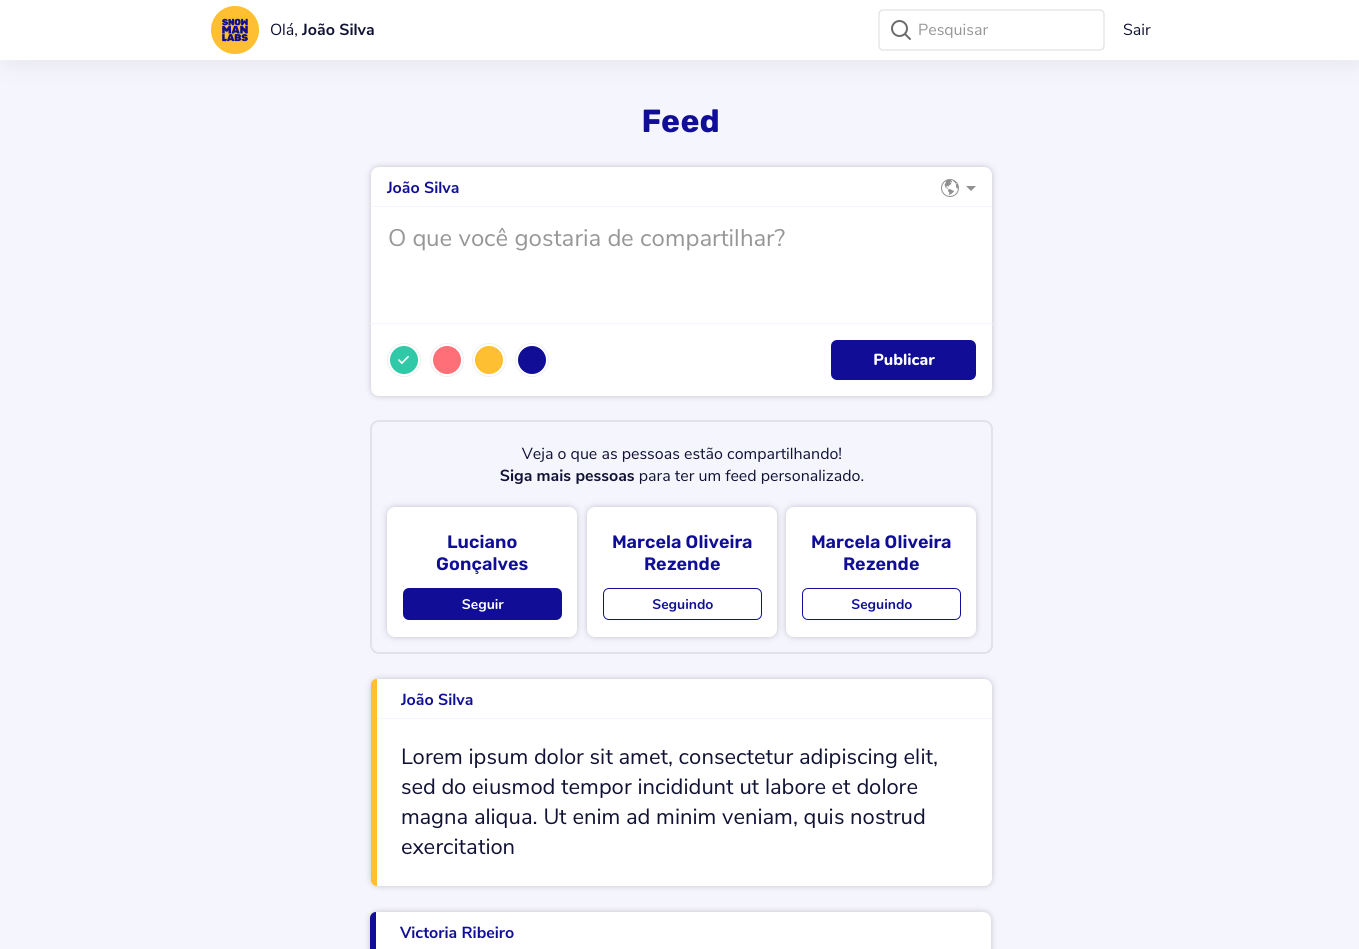 SNOW
MAN
LABS
Olá, João Silva
Pesquisar
Sair
Feed
João Silva
O que você gostaria de compartilhar?
Publicar
Veja o que as pessoas estão compartilhando!
Siga mais pessoas para ter um feed personalizado.
Luciano
Gonçalves
Seguir
Marcela Oliveira
Rezende
Seguindo
Marcela Oliveira
Rezende
Seguindo
João Silva
Lorem ipsum dolor sit amet, consectetur adipiscing elit,
sed do eiusmod tempor incididunt ut labore et dolore
magna aliqua. Ut enim ad minim veniam, quis nostrud
exercitation
Victoria Ribeiro